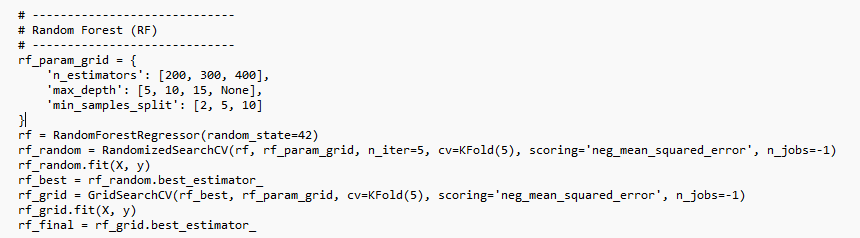 # ----------------------------
# Random Forest (RF)
# ----------------------------
rf_param_grid = {
    'n_estimators': [200, 300, 400],
    'max_depth': [5, 10, 15, None],
    'min_samples_split': [2, 5, 10]
}
rf = RandomForestRegressor(random_state=42)
rf_random = RandomizedSearchCV(rf, rf_param_grid, n_iter=5, cv=KFold(5), scoring='neg_mean_squared_error', n_jobs=-1)
rf_random.fit(X, y)
rf_best = rf_random.best_estimator_
rf_grid = GridSearchCV(rf_best, rf_param_grid, cv=KFold(5), scoring='neg_mean_squared_error', n_jobs=-1)
rf_grid.fit(X, y)
rf_final = rf_grid.best_estimator_